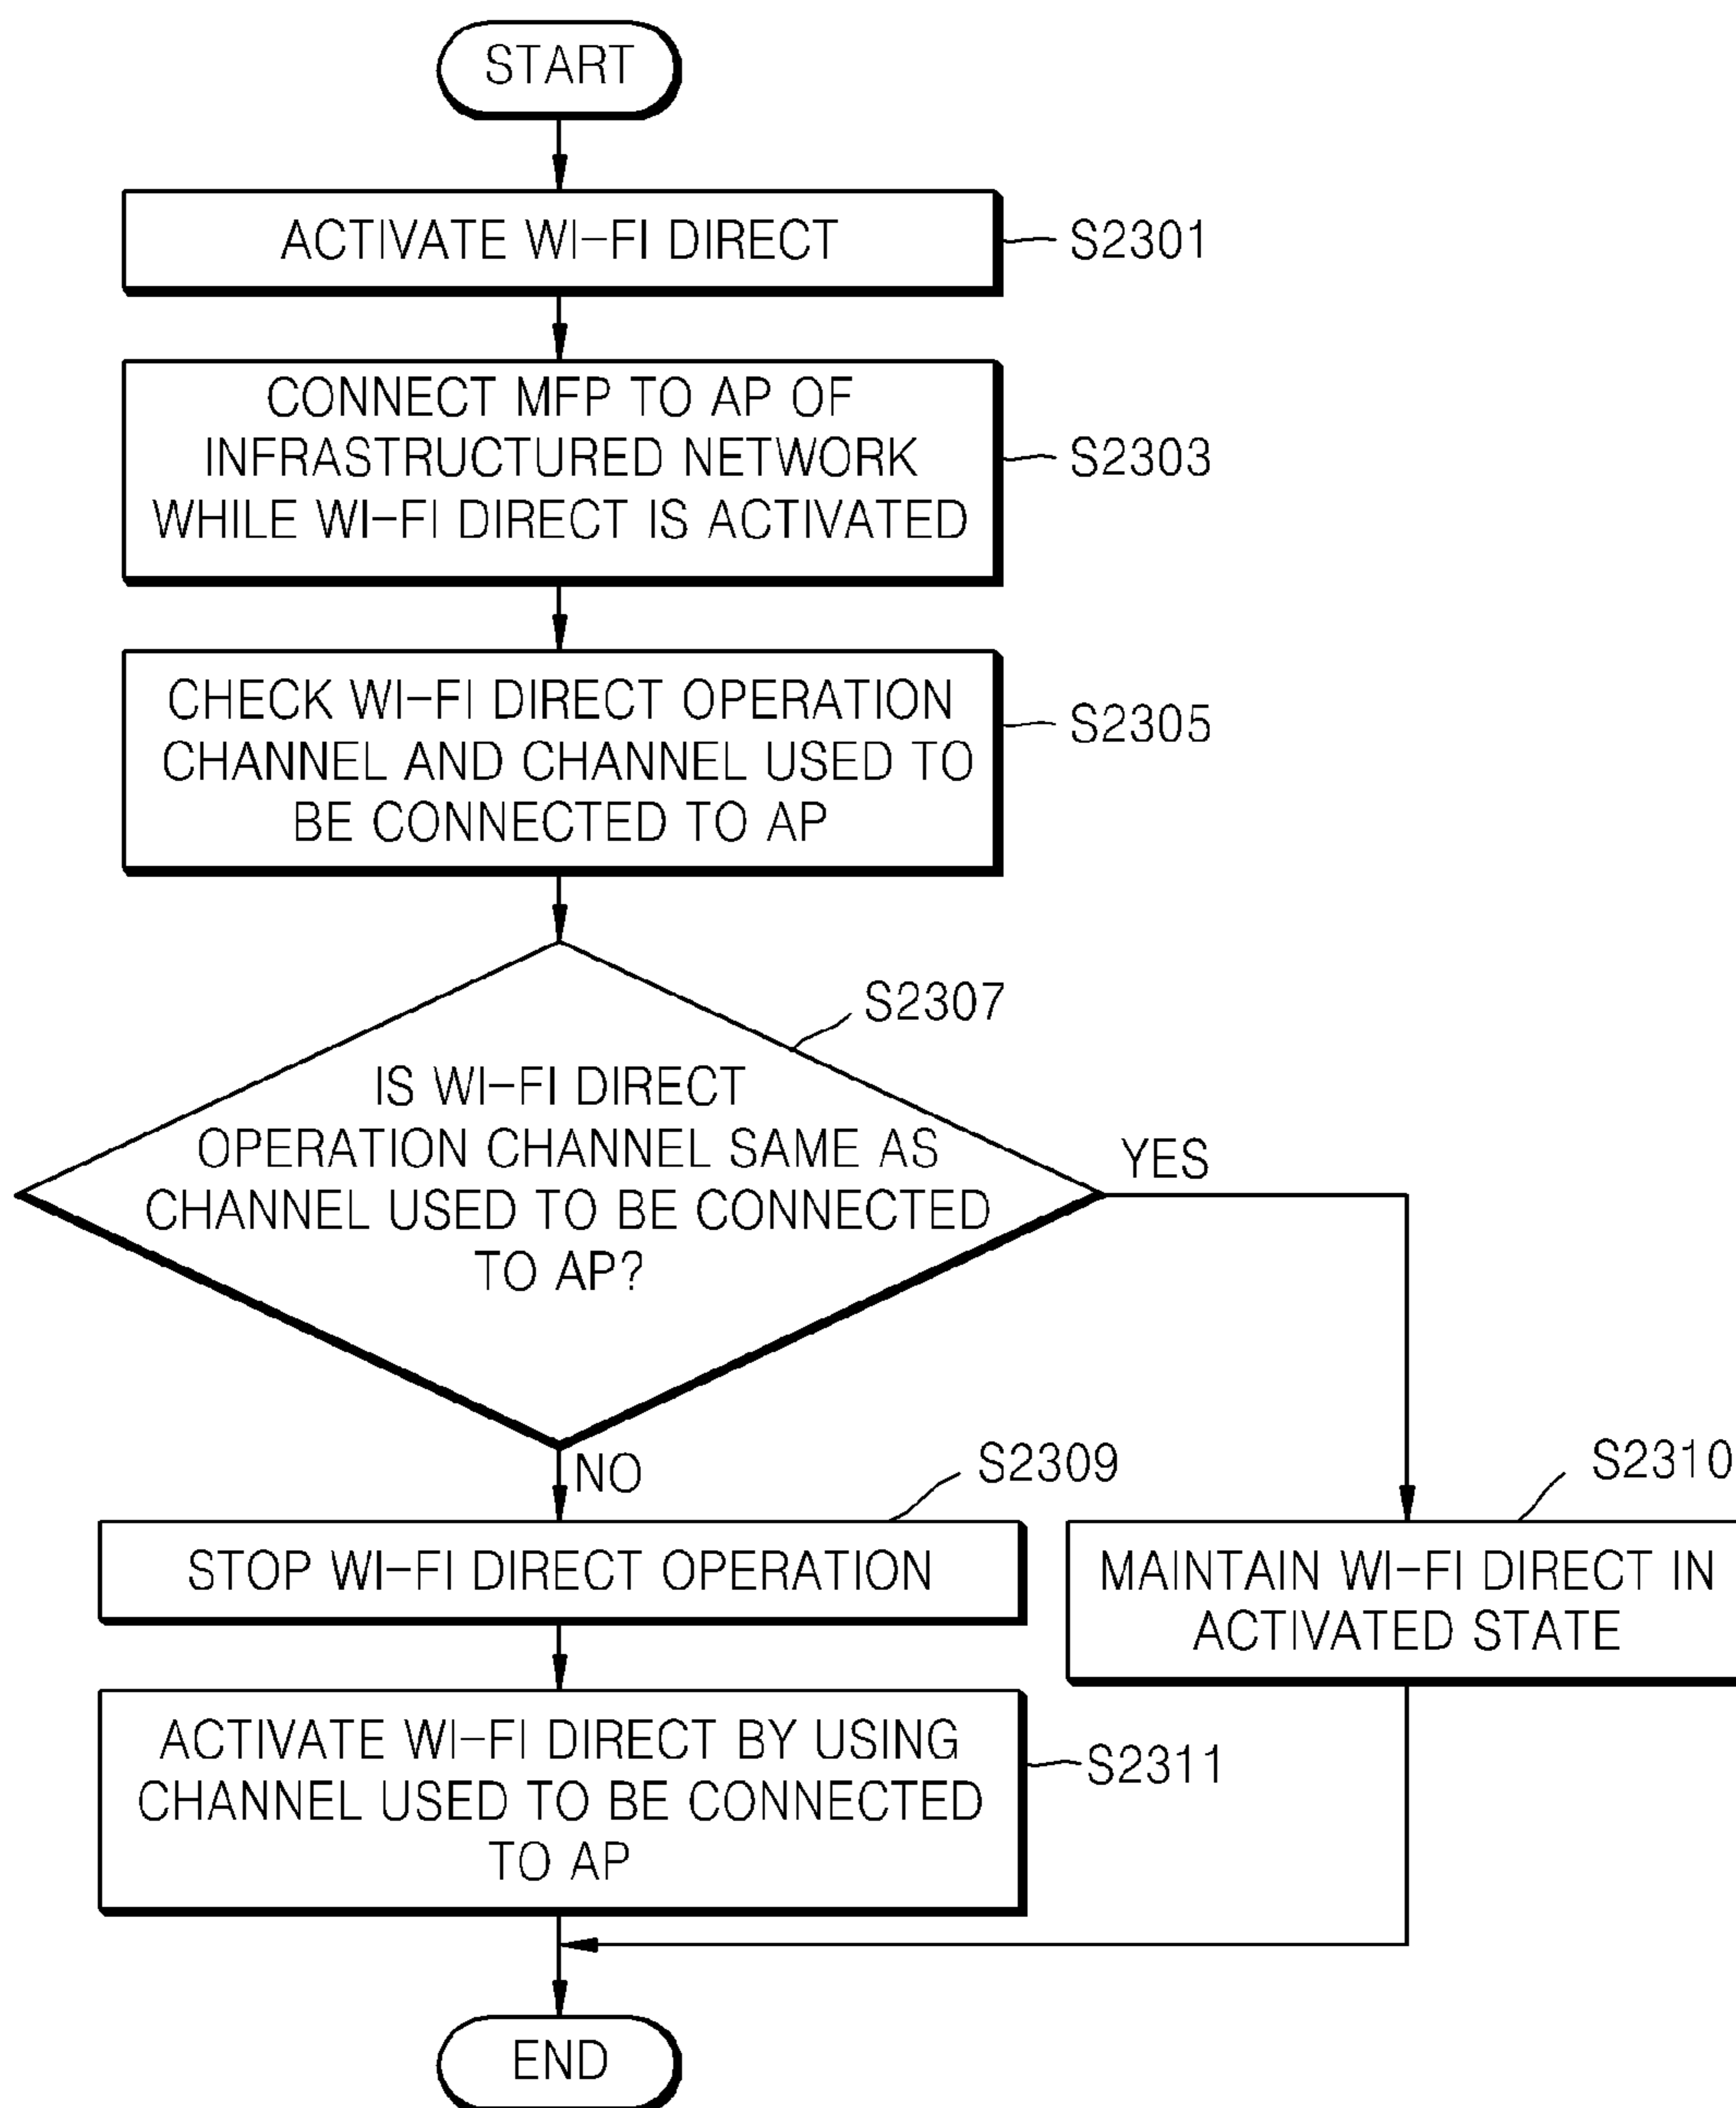 START
ACTIVATE WI-FI DIRECT
S2301
CONNECT MFP TO AP OF
INFRASTRUCTURED NETWORK
WHILE WI-FI DIRECT IS ACTIVATED
S2303
CHECK WI-FI DIRECT OPERATION
CHANNEL AND CHANNEL USED TO
BE CONNECTED TO AP
S2305
S2307
IS WI-FI DIRECT
OPERATION CHANNEL SAME AS
CHANNEL USED TO BE CONNECTED
TO AP?
YES
NO
S2309
STOP WI-FI DIRECT OPERATION
S2310
MAINTAIN WI-FI DIRECT IN
ACTIVATED STATE
ACTIVATE WI-FI DIRECT BY USING
CHANNEL USED TO BE CONNECTED
TO AP
S2311
END